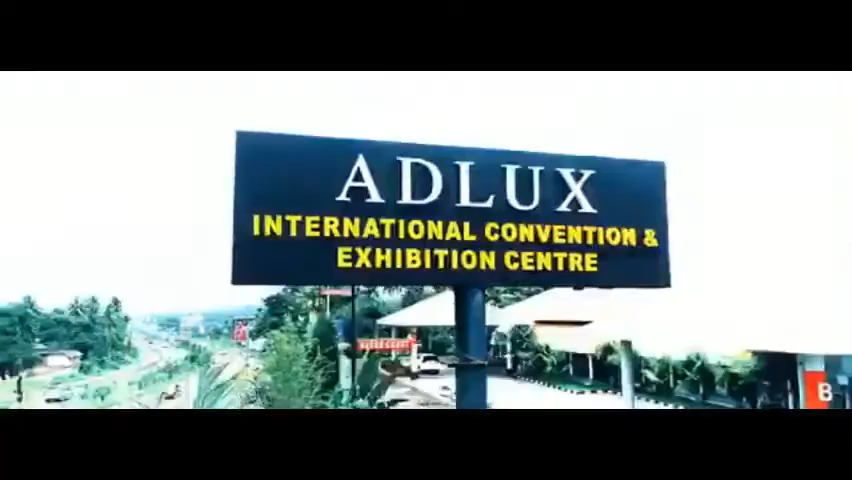 ADLUX
INTERNATIONAL CONVENTION &
EXHIBITION CENTRE
B